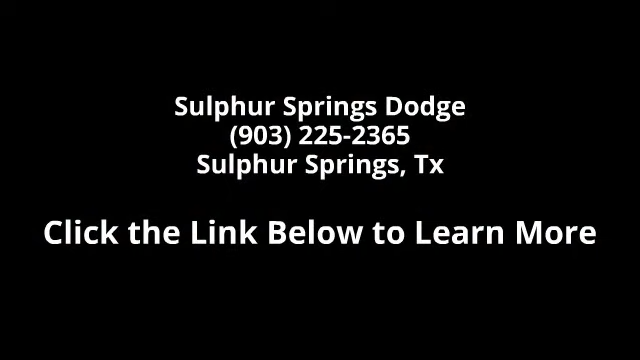 Sulphur Springs Dodge
(903) 225-2365
Sulphur Springs, Tx
Click the Link Below to Learn More